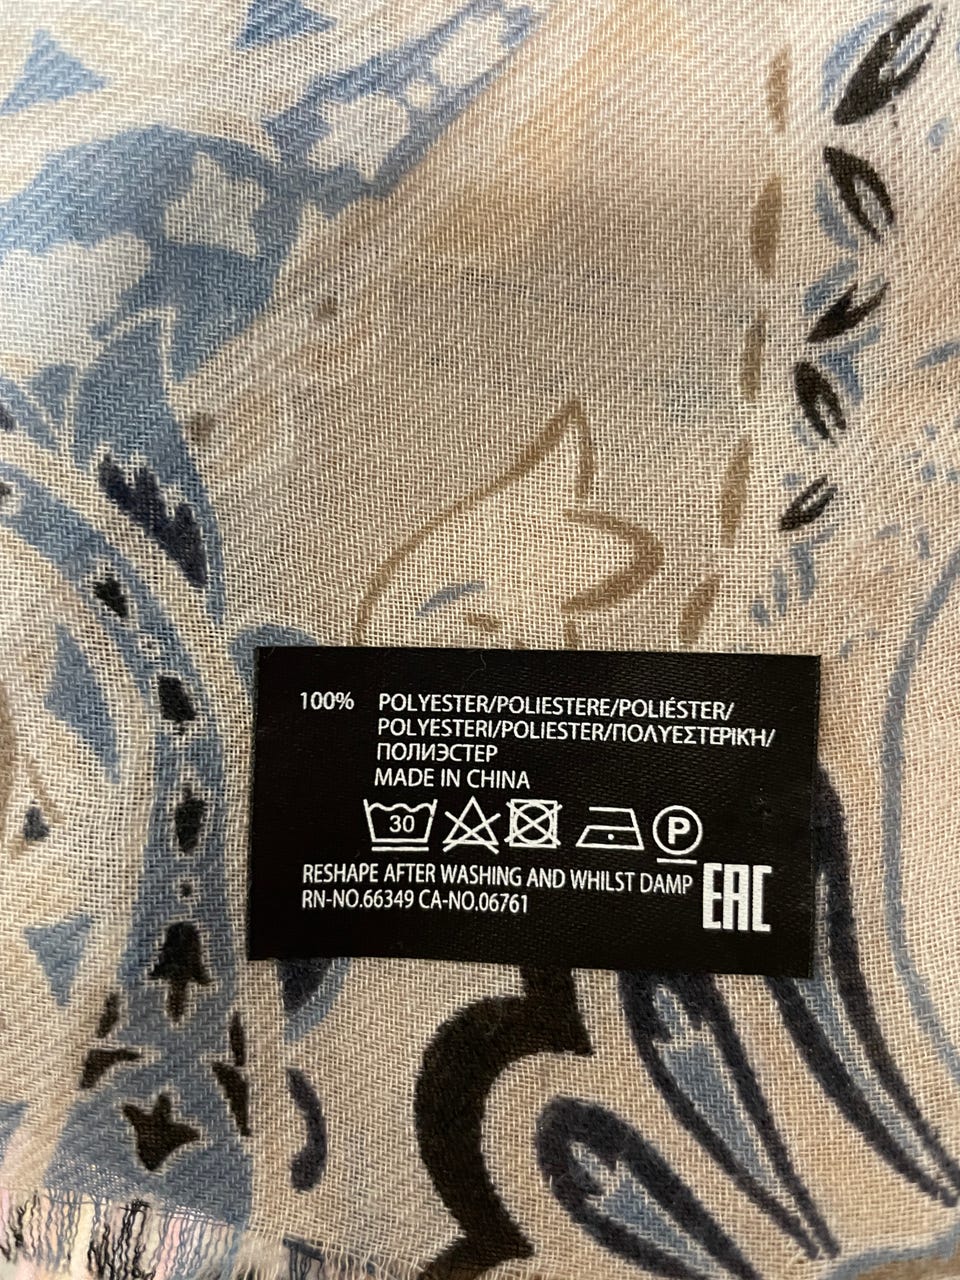 100% POLYESTER/POLIESTERE/POLIÉSTER/
POLYESTERI/POLIESTER/ΠΟΛΥΕΣΤΕΡΙΚΉ/
ПОЛИЭСТЕР
MADE IN CHINA
30 P
RESHAPE AFTER WASHING AND WHILST DAMP
RN-NO.66349 CA-NO.06761
EAC